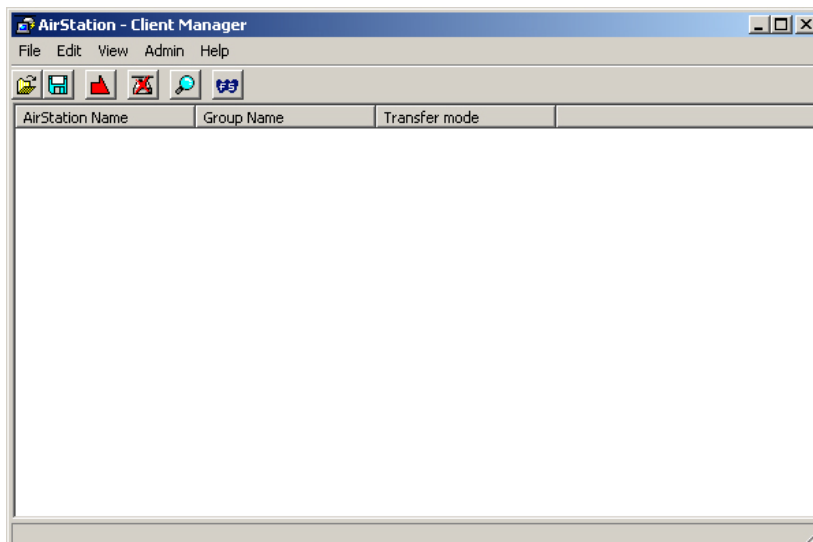 AirStation - Client Manager
File Edit View Admin Help
AirStation Name Group Name Transfer mode